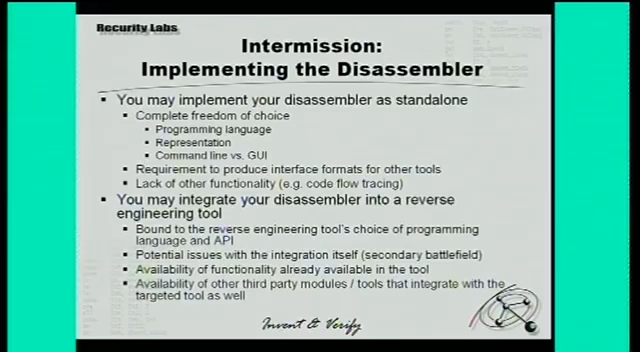 Recurity Labs
Intermission:
Implementing the Disassembler
You may implement your disassembler as standalone
Complete freedom of choice
Programming language
Representation
Command line vs. GUI
Requirement to produce interface formats for other tools
Lack of other functionality (e.g. code flow tracing)
You may integrate your disassembler into a reverse
engineering tool
Bound to the reverse engineering tool's choice of programming
language and API
Potential issues with the integration itself (secondary battlefield)
Availability of functionality already available in the tool
Availability of other third party modules / tools that integrate with the
targeted tool as well
Invent & Verify